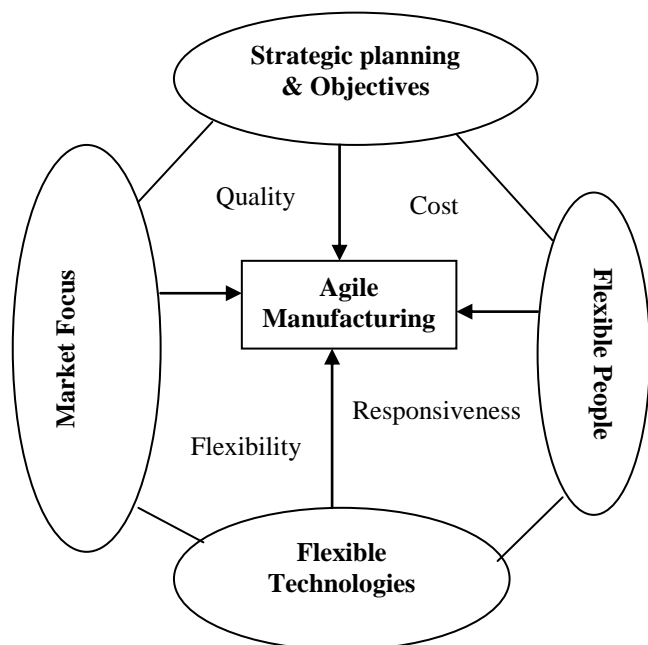 Strategic planning
& Objectives
Quality
Cost
Market Focus
Agile
Manufacturing
Flexible People
Responsiveness
Flexibility
Flexible
Technologies